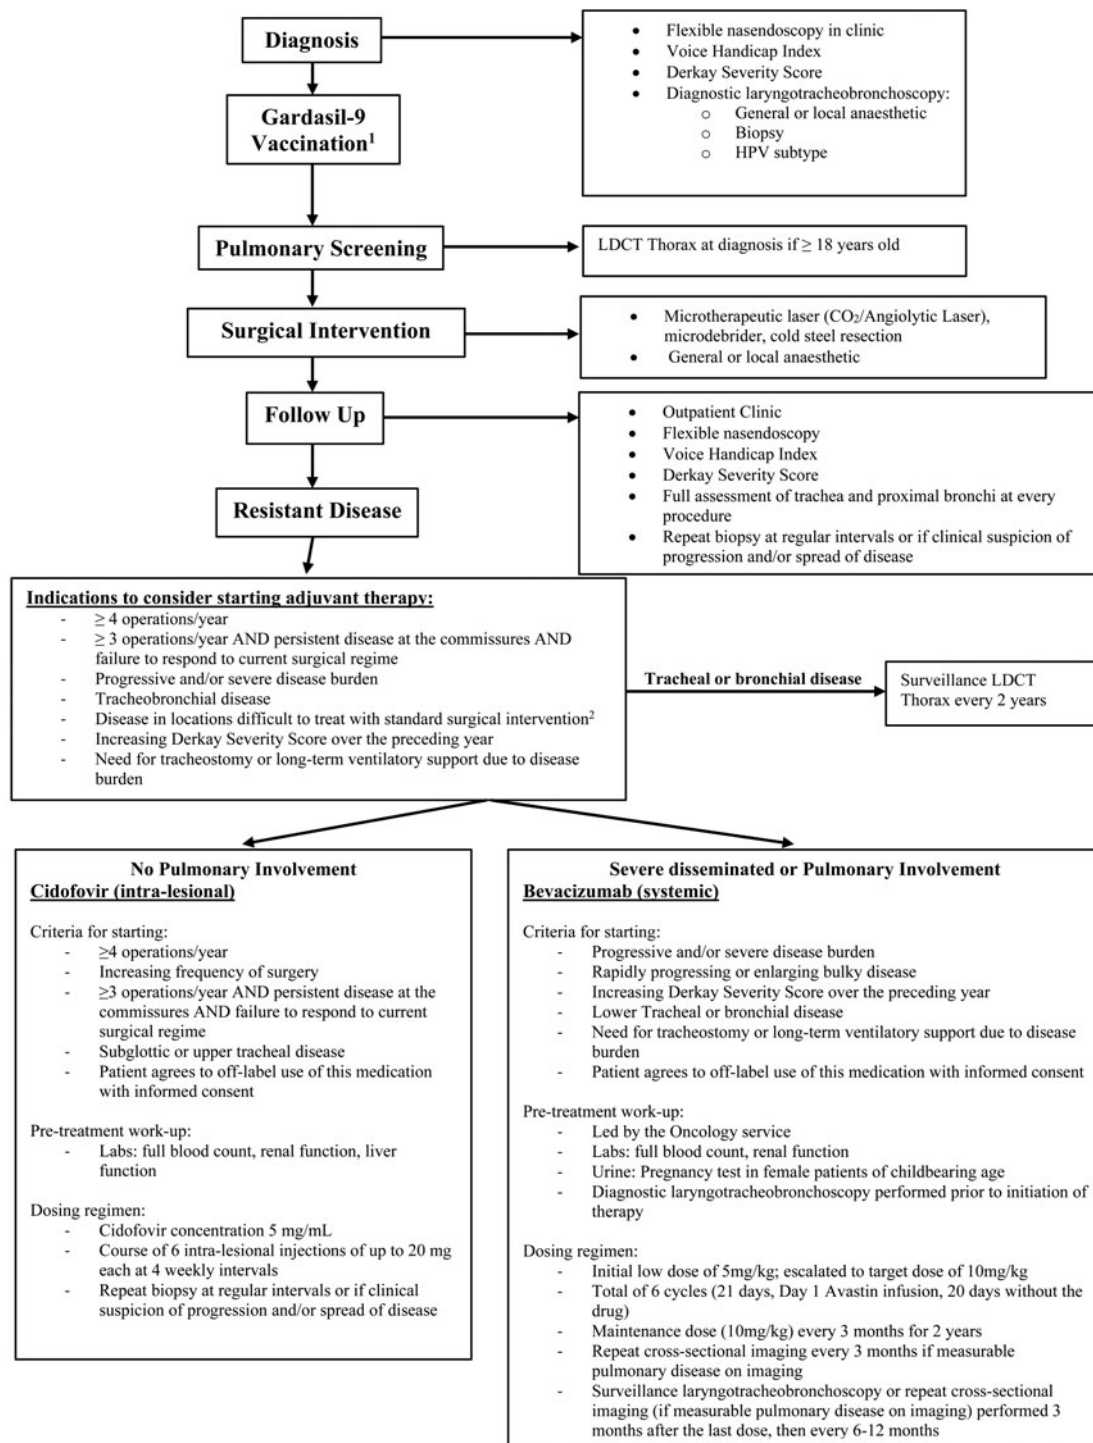 Diagnosis
• Flexible nasendoscopy in clinic
• Voice Handicap Index
• Derkay Severity Score
• Diagnostic laryngotracheobronchoscopy:
o General or local anaesthetic
o Biopsy
o HPV subtype
Gardasil-9
Vaccination¹
Pulmonary Screening
LDCT Thorax at diagnosis if ≥ 18 years old
Surgical Intervention
• Microtherapeutic laser (CO₂/Angiolytic Laser),
microdebrider, cold steel resection
• General or local anaesthetic
Follow Up
• Outpatient Clinic
• Flexible nasendoscopy
• Voice Handicap Index
• Derkay Severity Score
• Full assessment of trachea and proximal bronchi at every
procedure
• Repeat biopsy at regular intervals or if clinical suspicion of
progression and/or spread of disease
Resistant Disease
Indications to consider starting adjuvant therapy:
- ≥ 4 operations/year
- ≥ 3 operations/year AND persistent disease at the commissures AND
failure to respond to current surgical regime
- Progressive and/or severe disease burden
- Tracheobronchial disease
- Disease in locations difficult to treat with standard surgical intervention²
- Increasing Derkay Severity Score over the preceding year
- Need for tracheostomy or long-term ventilatory support due to disease
burden
Tracheal or bronchial disease
Surveillance LDCT
Thorax every 2 years
No Pulmonary Involvement
Cidofovir (intra-lesional)
Criteria for starting:
- ≥4 operations/year
- Increasing frequency of surgery
- ≥3 operations/year AND persistent disease at the
commissures AND failure to respond to current
surgical regime
- Subglottic or upper tracheal disease
- Patient agrees to off-label use of this medication
with informed consent
Pre-treatment work-up:
- Labs: full blood count, renal function, liver
function
Dosing regimen:
- Cidofovir concentration 5 mg/mL
- Course of 6 intra-lesional injections of up to 20 mg
each at 4 weekly intervals
- Repeat biopsy at regular intervals or if clinical
suspicion of progression and/or spread of disease
Severe disseminated or Pulmonary Involvement
Bevacizumab (systemic)
Criteria for starting:
- Progressive and/or severe disease burden
- Rapidly progressing or enlarging bulky disease
- Increasing Derkay Severity Score over the preceding year
- Lower Tracheal or bronchial disease
- Need for tracheostomy or long-term ventilatory support due to disease
burden
- Patient agrees to off-label use of this medication with informed consent
Pre-treatment work-up:
- Led by the Oncology service
- Labs: full blood count, renal function
- Urine: Pregnancy test in female patients of childbearing age
- Diagnostic laryngotracheobronchoscopy performed prior to initiation of
therapy
Dosing regimen:
- Initial low dose of 5mg/kg; escalated to target dose of 10mg/kg
- Total of 6 cycles (21 days, Day 1 Avastin infusion, 20 days without the
drug)
- Maintenance dose (10mg/kg) every 3 months for 2 years
- Repeat cross-sectional imaging every 3 months if measurable
pulmonary disease on imaging
- Surveillance laryngotracheobronchoscopy or repeat cross-sectional
imaging (if measurable pulmonary disease on imaging) performed 3
months after the last dose, then every 6-12 months